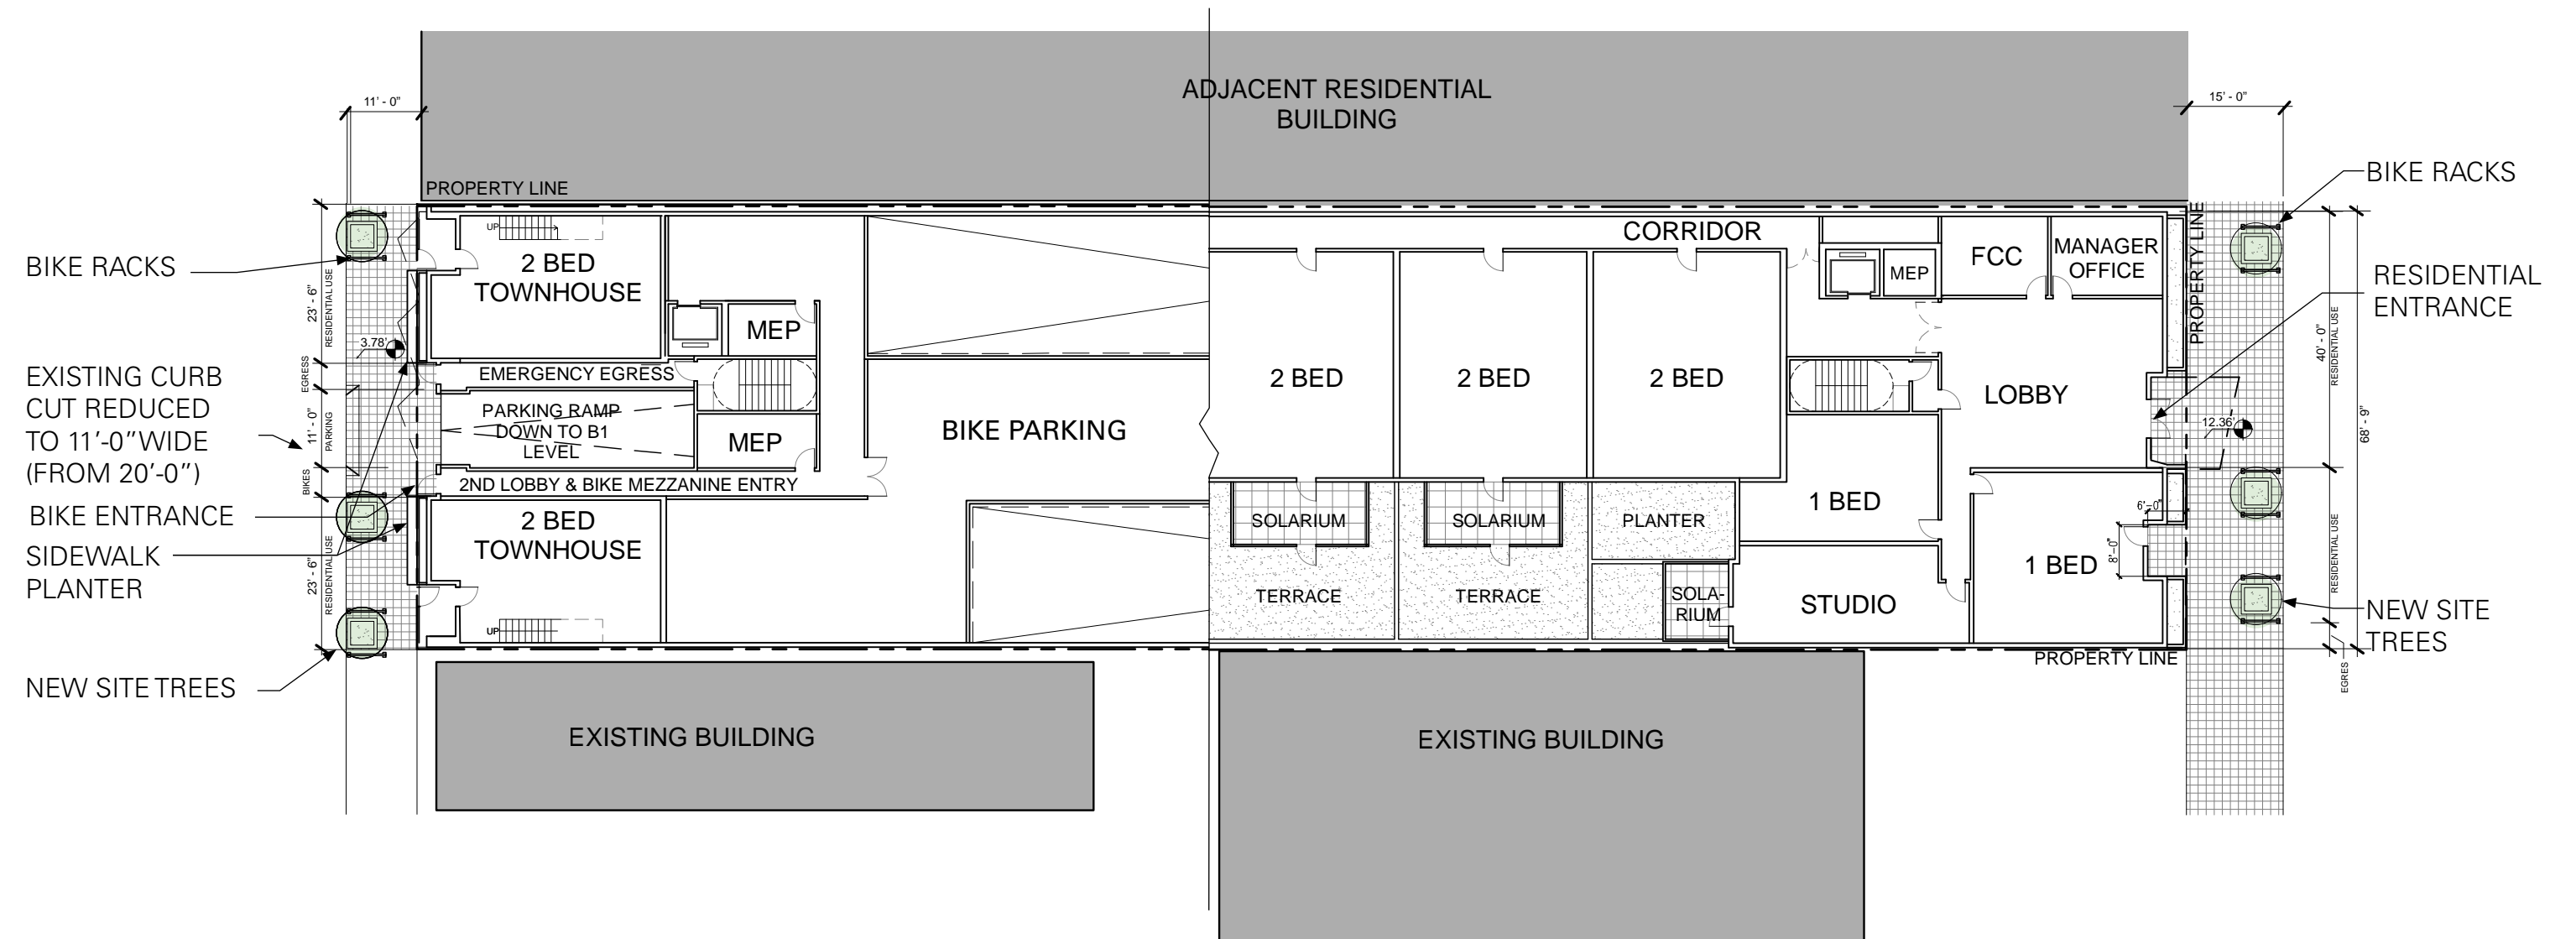 ADJACENT RESIDENTIAL
BUILDING
11' - 0"
15' - 0"
PROPERTY LINE
BIKE RACKS
EXISTING CURB
CUT REDUCED
TO 11'-0"WIDE
(FROM 20'-0")
BIKE ENTRANCE
SIDEWALK
PLANTER
NEW SITE TREES
23' - 6"
RESIDENTIAL USE
EGRESS
11' - 0"
PARKING
BIKES
23' - 6"
RESIDENTIAL USE
3.78'
UP
2 BED
TOWNHOUSE
MEP
EMERGENCY EGRESS
PARKING RAMP
DOWN TO B1
LEVEL
MEP
2ND LOBBY & BIKE MEZZANINE ENTRY
2 BED
TOWNHOUSE
UP
BIKE PARKING
CORRIDOR
2 BED
2 BED
2 BED
SOLARIUM
SOLARIUM
PLANTER
TERRACE
TERRACE
SOLA-
RIUM
MEP
FCC
MANAGER
OFFICE
LOBBY
1 BED
STUDIO
1 BED
6'-0"
8'-0"
PROPERTY LINE
PROPERTY LINE
12.36'
40' - 0"
RESIDENTIAL USE
68' - 9"
RESIDENTIAL USE
EGRES
BIKE RACKS
RESIDENTIAL
ENTRANCE
NEW SITE
TREES
EXISTING BUILDING
EXISTING BUILDING